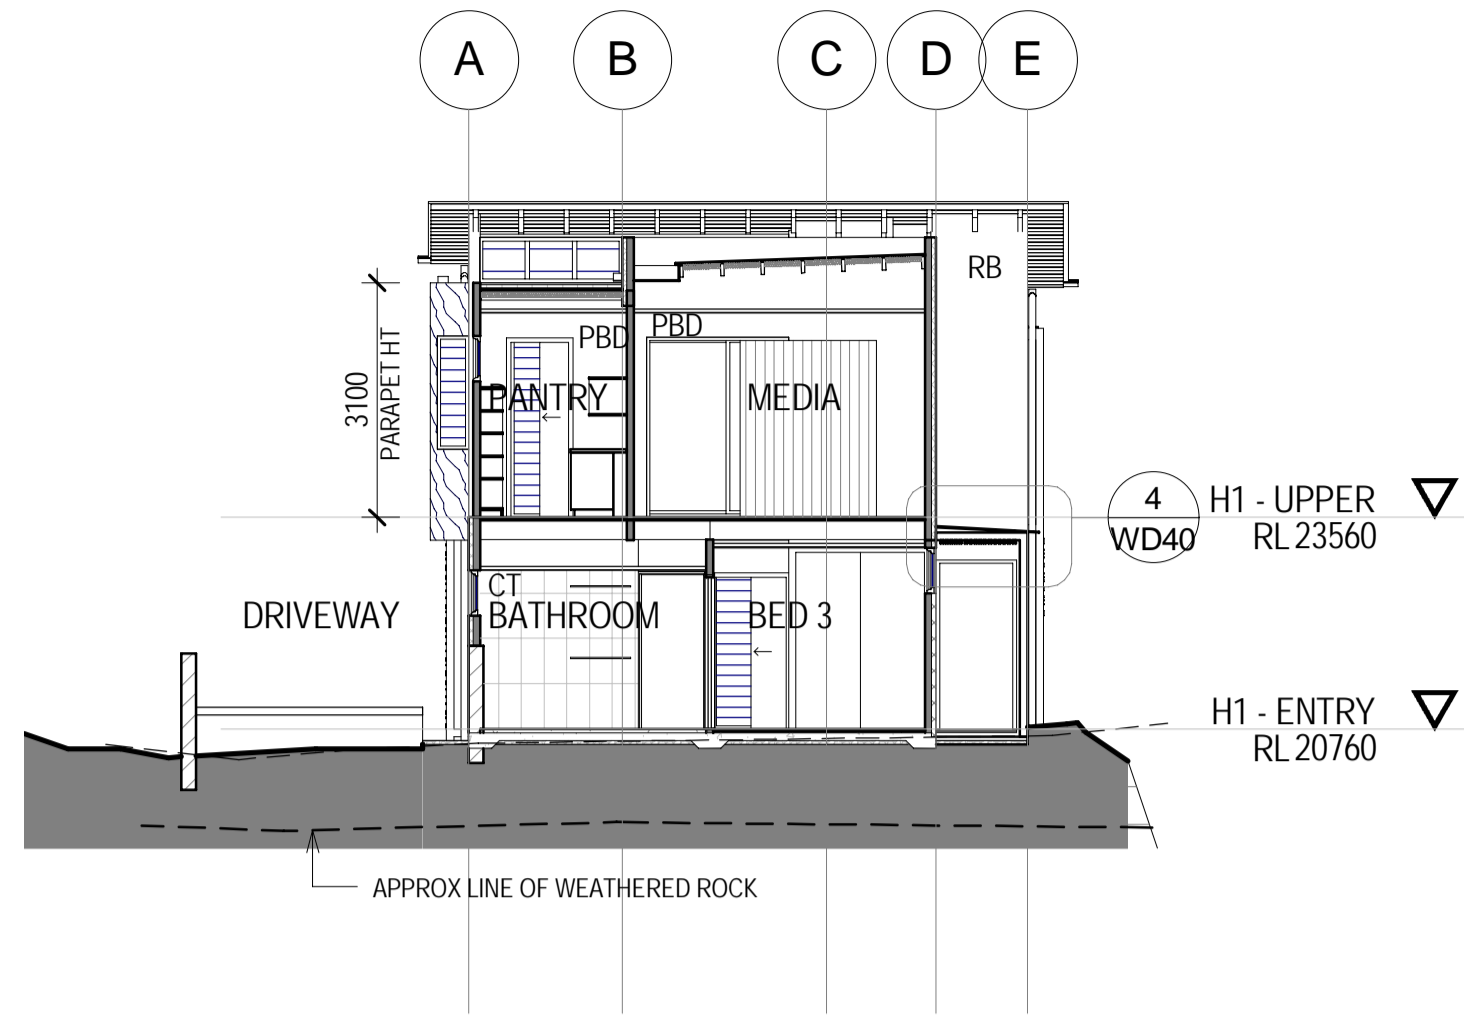 A
B
C
D
E
RB
PBD
PBD
3100
PARAPET HT
PANTRY
MEDIA
4
WD40
H1 - UPPER
RL 23560
CT
DRIVEWAY
BATHROOM
BED 3
H1 - ENTRY
RL 20760
APPROX LINE OF WEATHERED ROCK